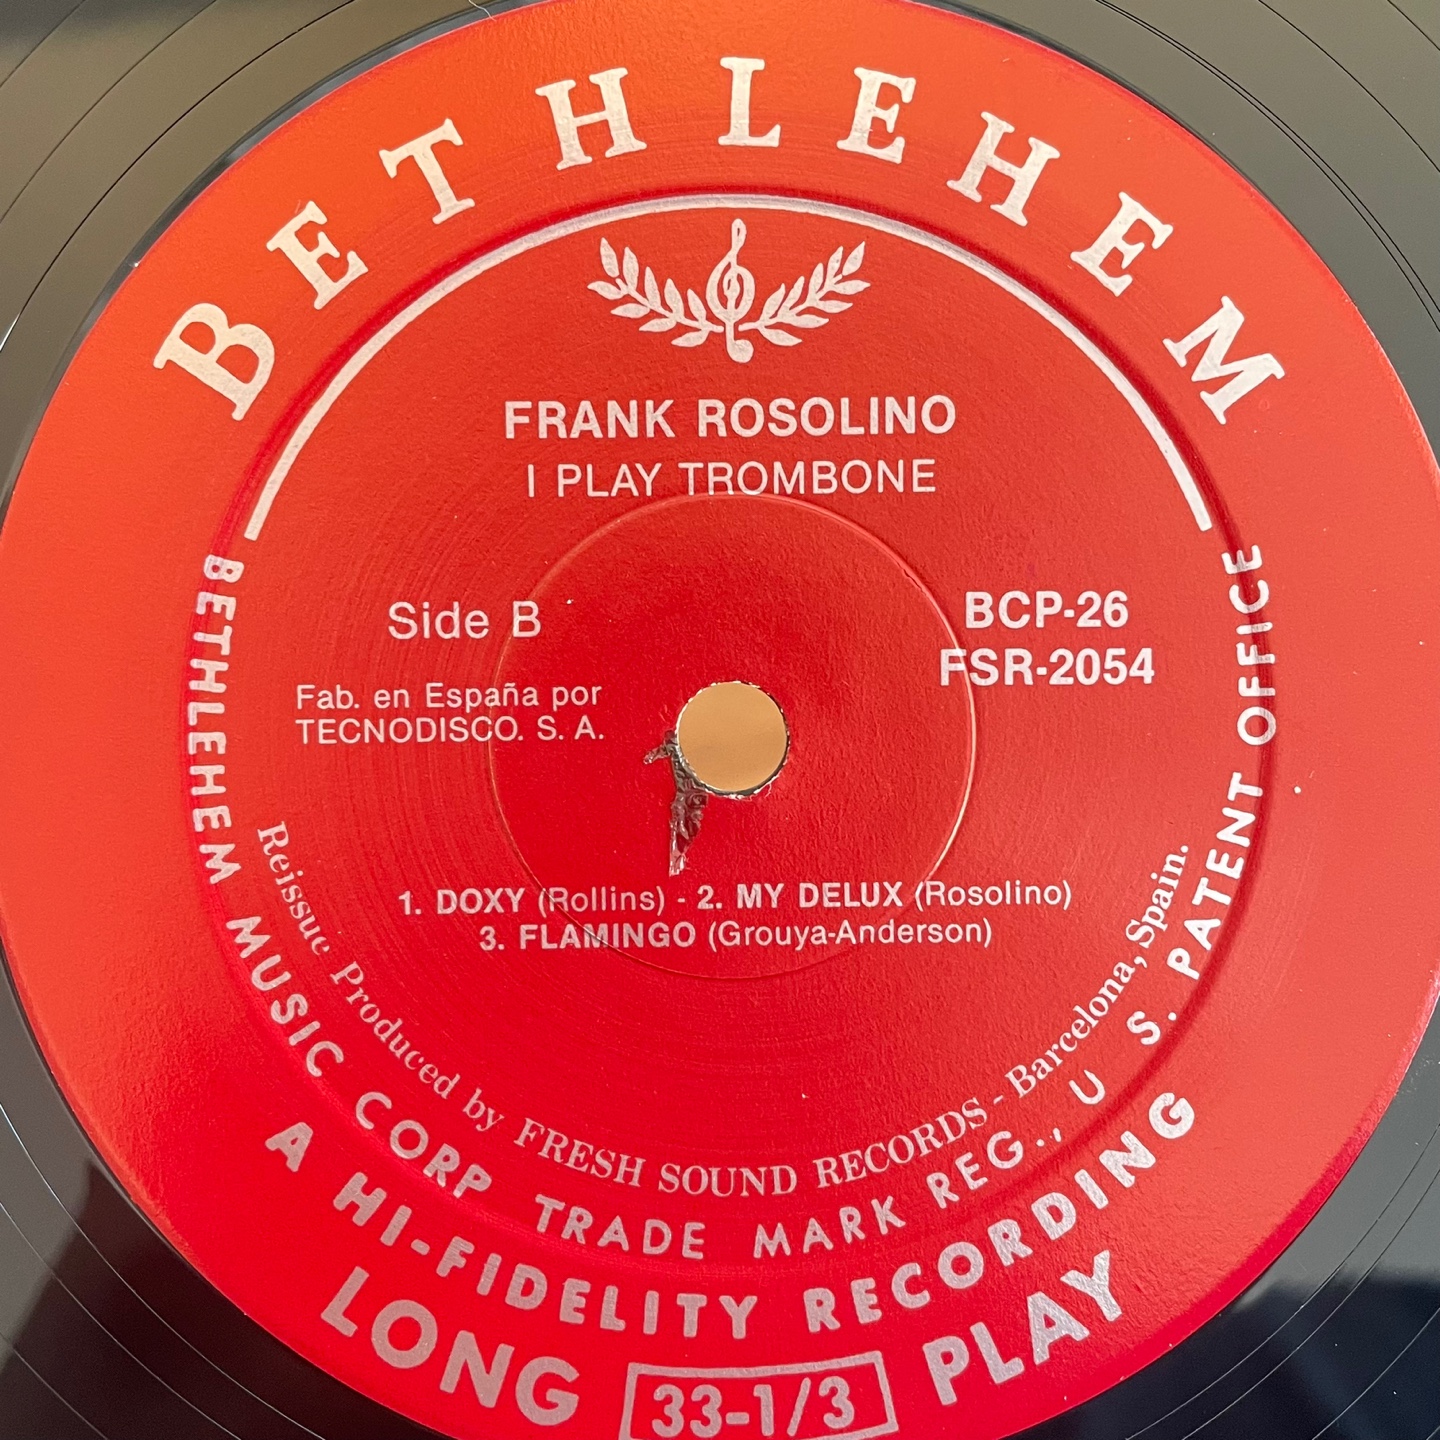 BETHLEHEM
FRANK ROSOLINO
I PLAY TROMBONE
Side B
BCP-26
FSR-2054
Fab. en España por
TECNODISCO. S. A.
1. DOXY (Rollins) - 2. MY DELUX (Rosolino)
3. FLAMINGO (Grouya-Anderson)
Reissue Produced by FRESH SOUND RECORDS - Barcelona, Spain.
BETHLEHEM MUSIC CORP TRADE MARK REG., U S. PATENT OFFICE
A HI-FIDELITY RECORDING
LONG 33-1/3 PLAY